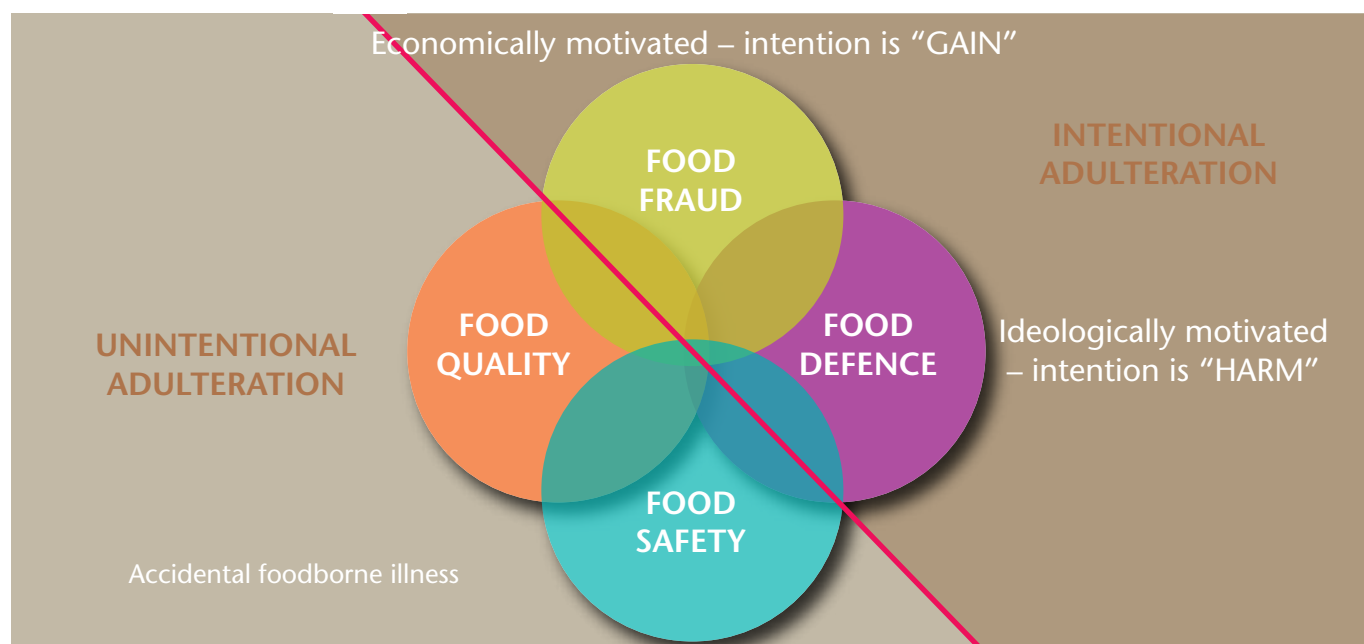 Economically motivated – intention is “GAIN”
INTENTIONAL
ADULTERATION
FOOD
FRAUD
FOOD
QUALITY
FOOD
DEFENCE
Ideologically motivated
– intention is “HARM”
UNINTENTIONAL
ADULTERATION
FOOD
SAFETY
Accidental foodborne illness